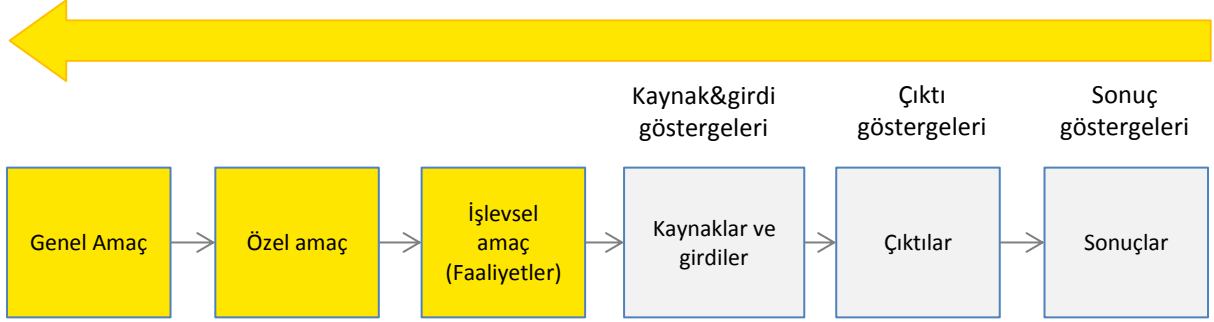 Kaynak&girdi
göstergeleri
Çıktı
göstergeleri
Sonuç
göstergeleri
Genel Amaç
Özel amaç
İşlevsel
amaç
(Faaliyetler)
Kaynaklar ve
girdiler
Çıktılar
Sonuçlar